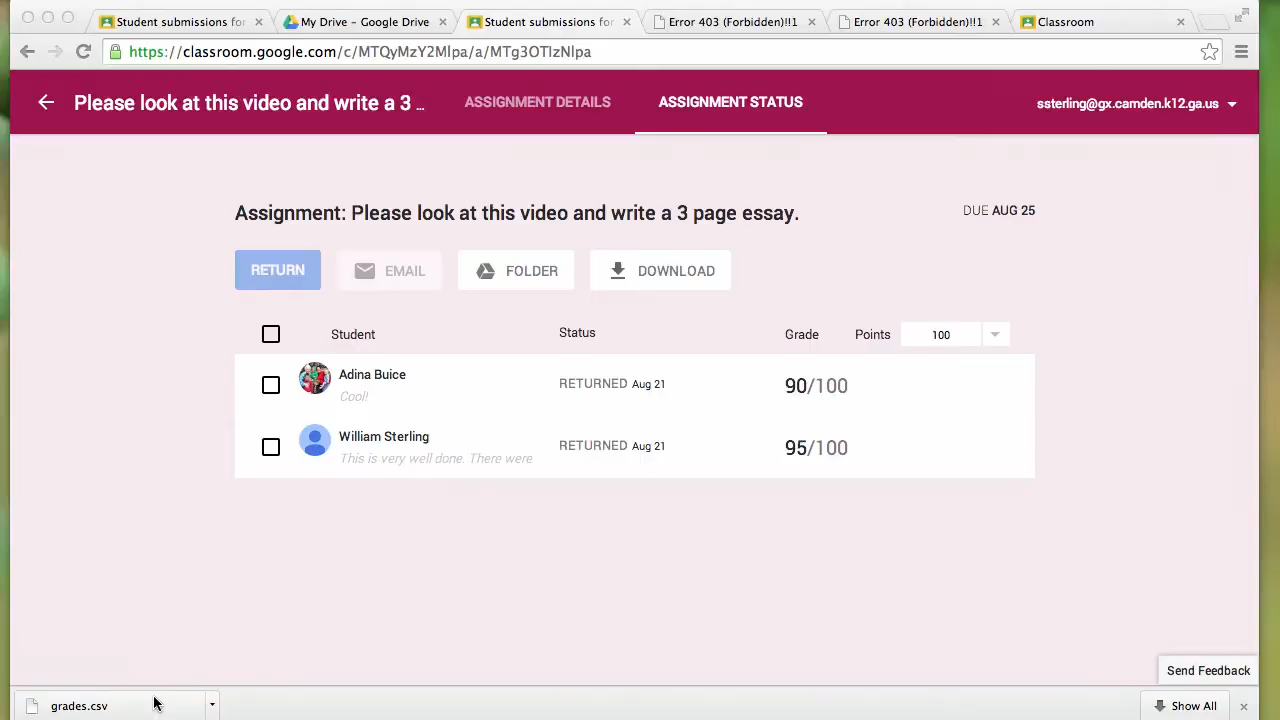 Student submissions for
My Drive – Google Drive
Student submissions for
Error 403 (Forbidden)!!1
Error 403 (Forbidden)!!1
Classroom
https://classroom.google.com/c/MTQyMzY2Mlpa/a/MTg3OTIzNlpa
Please look at this video and write a 3 ...
ASSIGNMENT DETAILS
ASSIGNMENT STATUS
ssterling@gx.camden.k12.ga.us
Assignment: Please look at this video and write a 3 page essay.
DUE AUG 25
RETURN
EMAIL
FOLDER
DOWNLOAD
Student
Status
Grade
Points
100
Adina Buice
Cool!
RETURNED Aug 21
90/100
William Sterling
This is very well done. There were
RETURNED Aug 21
95/100
Send Feedback
grades.csv
Show All